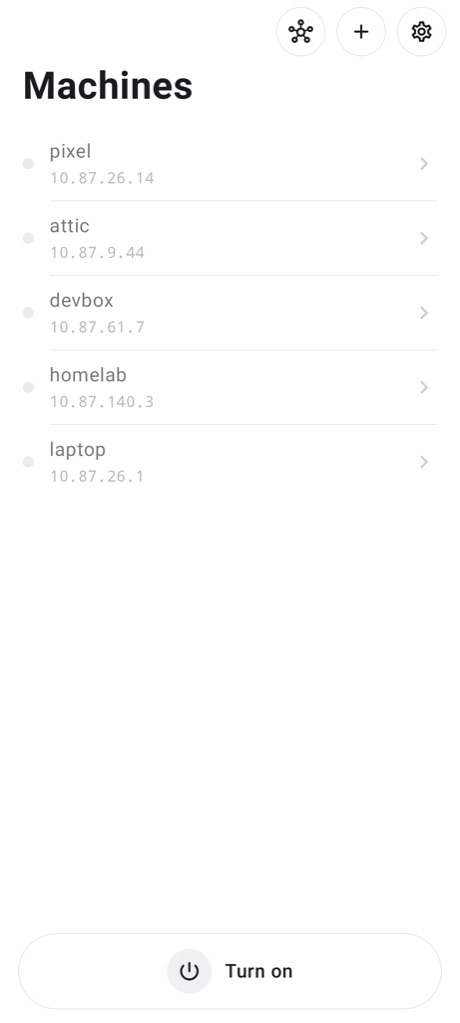 Machines
pixel
10.87.26.14
attic
10.87.9.44
devbox
10.87.61.7
homelab
10.87.140.3
laptop
10.87.26.1
Turn on